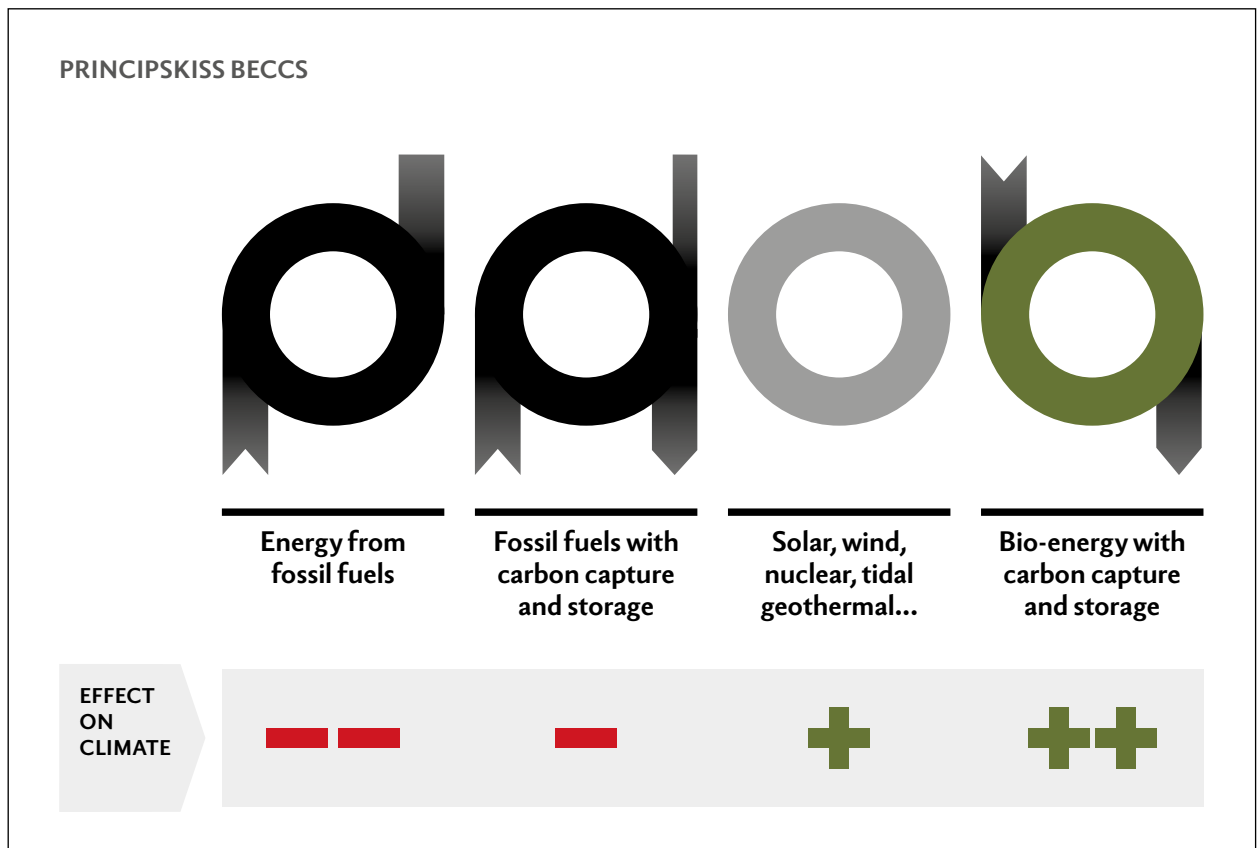 PRINCIPSKISS BECCS
Energy from
fossil fuels
Fossil fuels with
carbon capture
and storage
Solar, wind,
nuclear, tidal
geothermal...
Bio-energy with
carbon capture
and storage
EFFECT
ON
CLIMATE